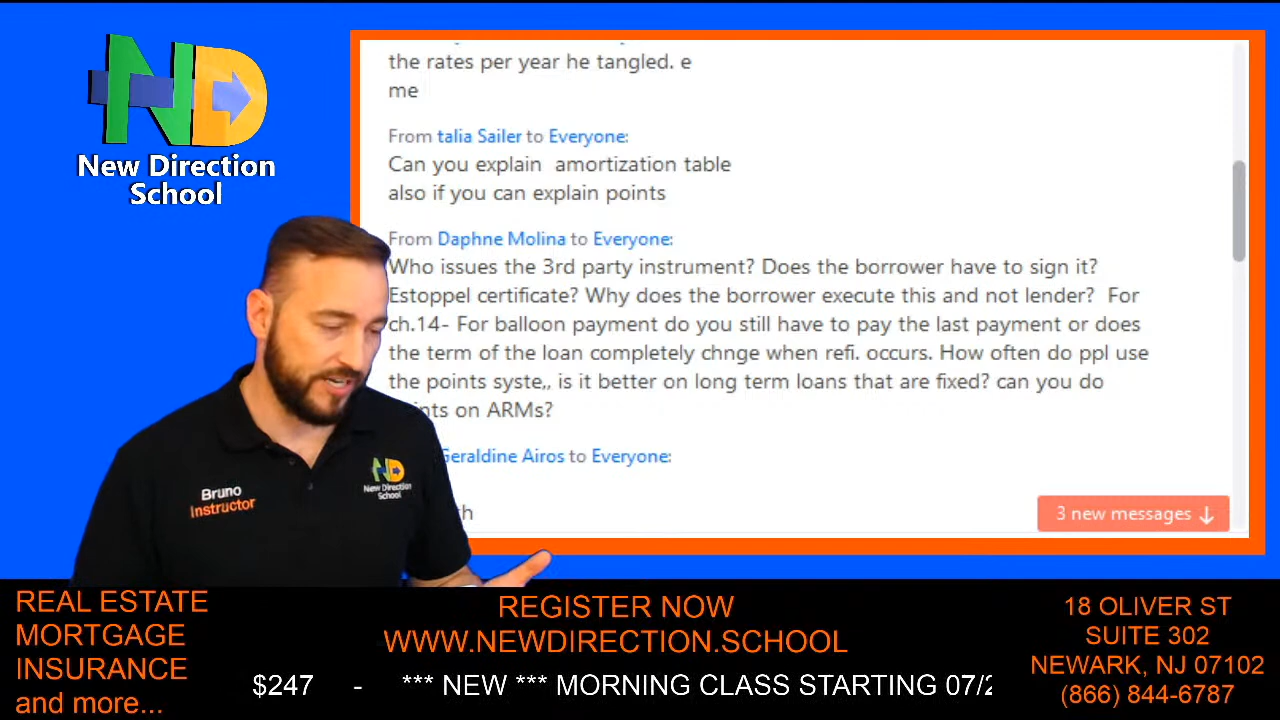 ND
New Direction
School
the rates per year he tangled. e
me
From talia Sailer to Everyone:
Can you explain amortization table
also if you can explain points
From Daphne Molina to Everyone:
Who issues the 3rd party instrument? Does the borrower have to sign it?
Estoppel certificate? Why does the borrower execute this and not lender? For
ch.14- For balloon payment do you still have to pay the last payment or does
the term of the loan completely chnge when refi. occurs. How often do ppl use
the points syste,, is it better on long term loans that are fixed? can you do
nts on ARMs?
Geraldine Airos to Everyone:
th
3 new messages ↓
Bruno
Instructor
ND
New Direction
School
REAL ESTATE
MORTGAGE
INSURANCE
and more...
REGISTER NOW
WWW.NEWDIRECTION.SCHOOL
$247 - *** NEW *** MORNING CLASS STARTING 07/2
18 OLIVER ST
SUITE 302
NEWARK, NJ 07102
(866) 844-6787